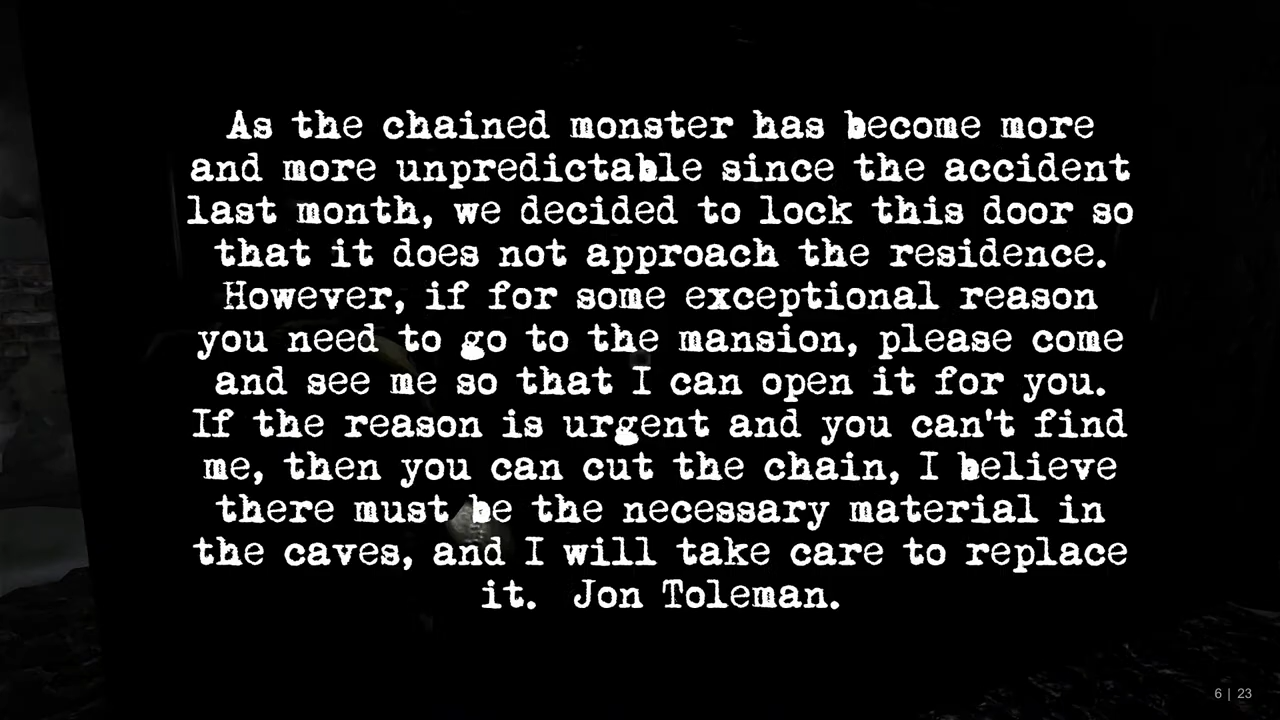 As the chained monster has become more
and more unpredictable since the accident
last month, we decided to lock this door so
that it does not approach the residence.
However, if for some exceptional reason
you need to go to the mansion, please come
and see me so that I can open it for you.
If the reason is urgent and you can't find
me, then you can cut the chain, I believe
there must be the necessary material in
the caves, and I will take care to replace
it.  Jon Toleman.
6 | 23